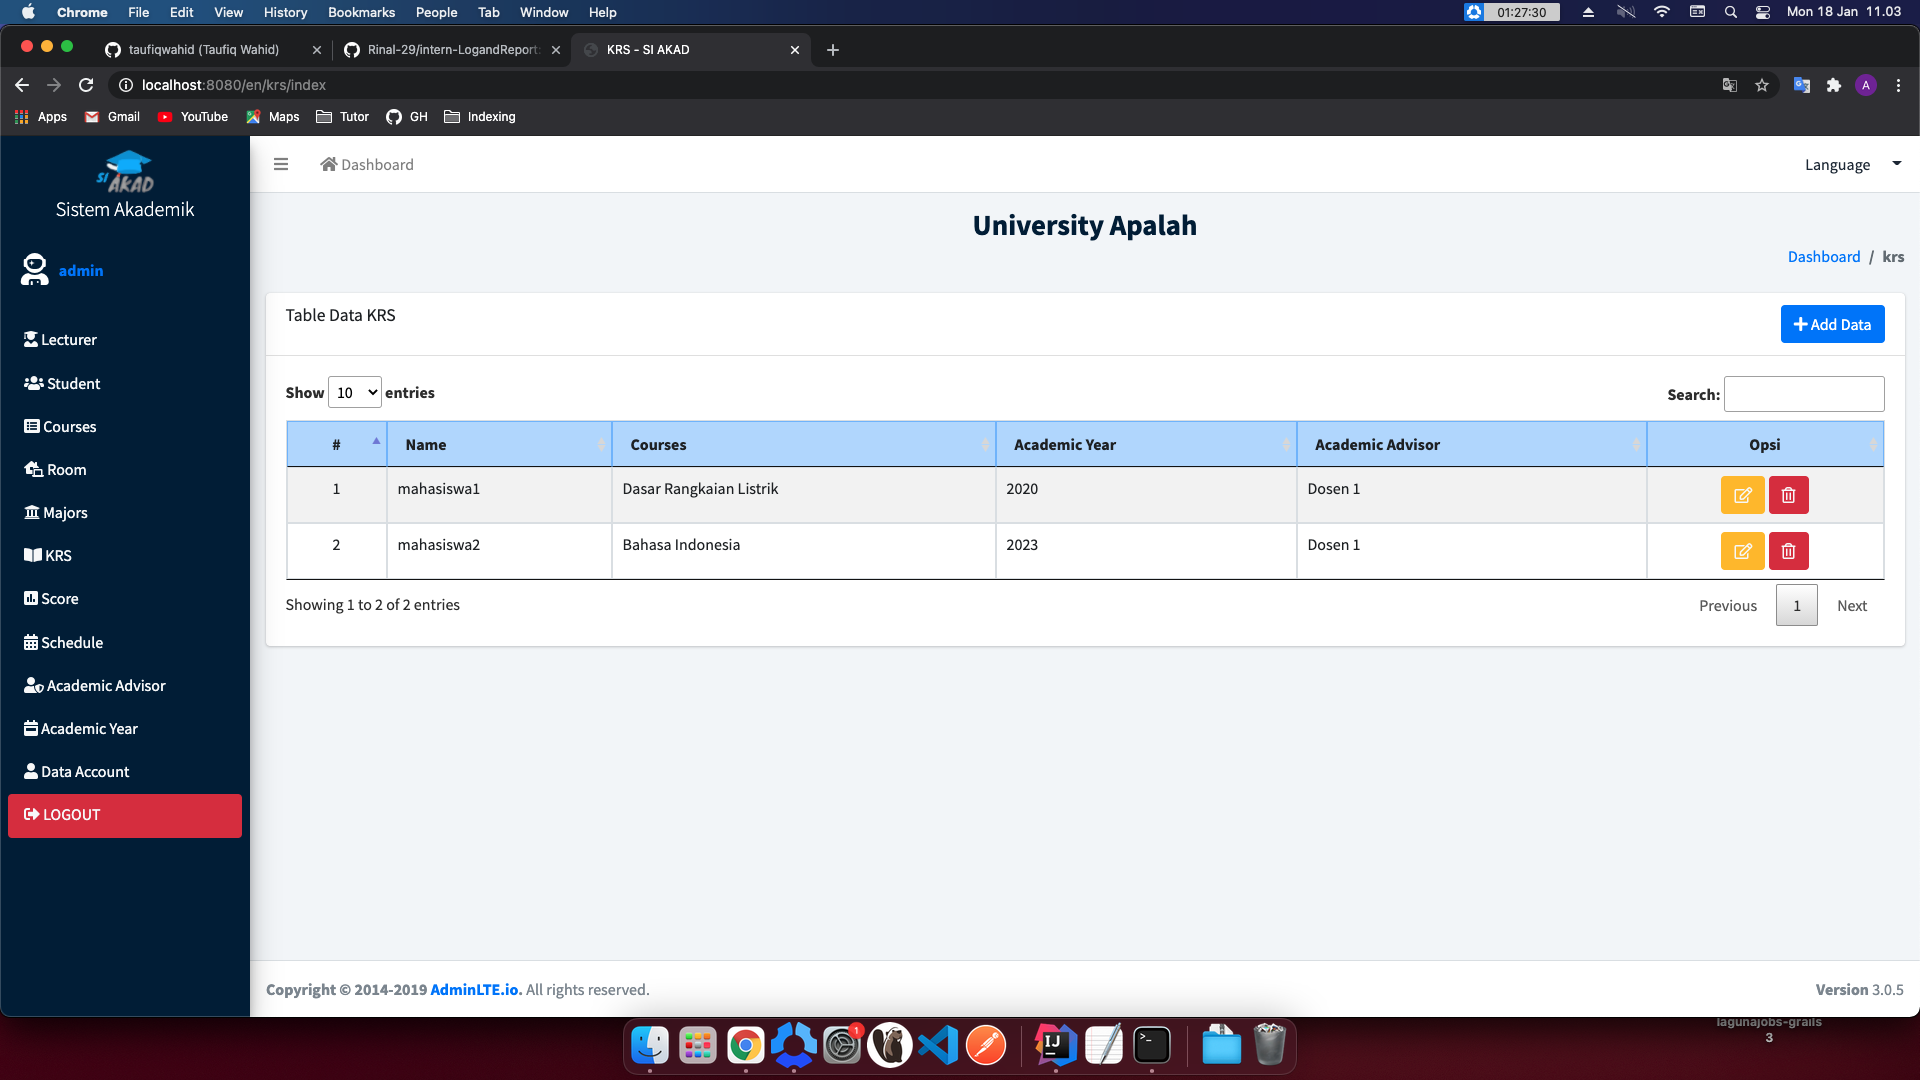 Chrome File Edit View History Bookmarks People Tab Window Help 01:27:30 Mon 18 Jan 11.03
taufiqwahid (Taufiq Wahid) Rinal-29/intern-LogandReport KRS - SI AKAD
localhost:8080/en/krs/index A
Apps Gmail YouTube Maps Tutor GH Indexing
SI AKAD
Sistem Akademik
admin
Lecturer
Student
Courses
Room
Majors
KRS
Score
Schedule
Academic Advisor
Academic Year
Data Account
LOGOUT
Dashboard Language
University Apalah
Dashboard / krs
Table Data KRS Add Data
Show 10 entries Search:
# Name Courses Academic Year Academic Advisor Opsi
1 mahasiswa1 Dasar Rangkaian Listrik 2020 Dosen 1
2 mahasiswa2 Bahasa Indonesia 2023 Dosen 1
Showing 1 to 2 of 2 entries Previous 1 Next
Copyright © 2014-2019 AdminLTE.io. All rights reserved. Version 3.0.5
lagunajobs-grails
3
1
IJ
>_